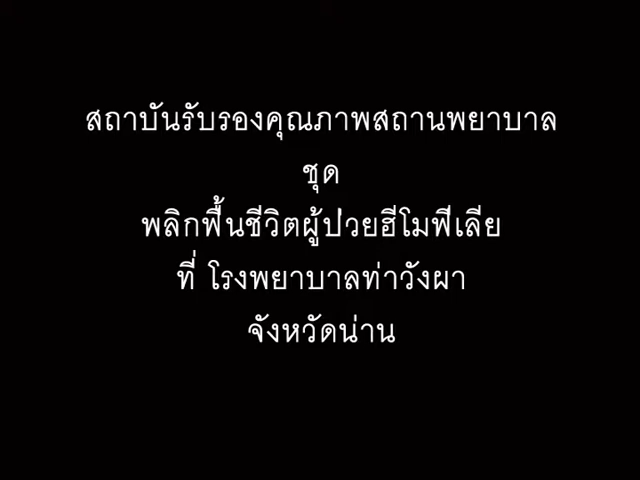 สถาบันรับรองคุณภาพสถานพยาบาล
ชุด
พลิกฟื้นชีวิตผู้ป่วยฮีโมฟีเลีย
ที่ โรงพยาบาลท่าวังผา
จังหวัดน่าน